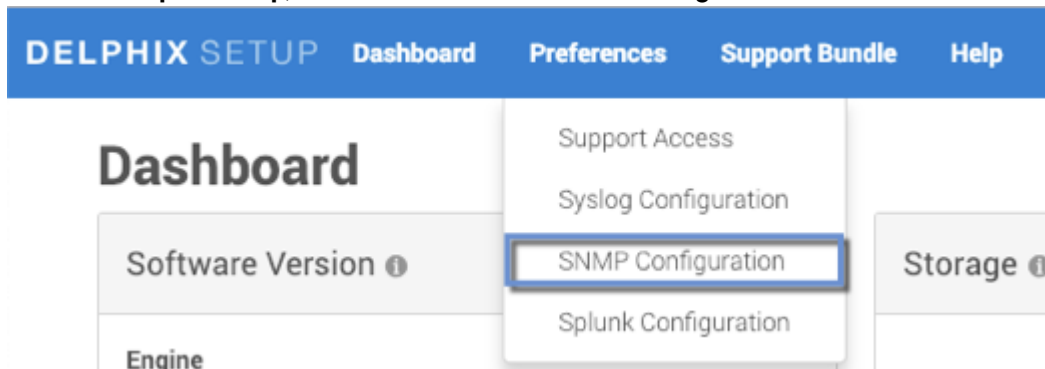 DELPHIX SETUP Dashboard Preferences Support Bundle Help
Dashboard
Support Access
Syslog Configuration
SNMP Configuration
Splunk Configuration
Software Version
Storage
Engine